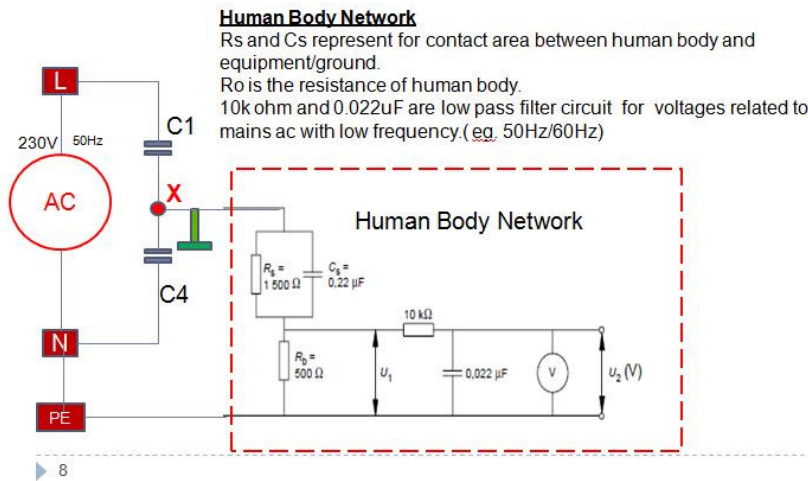 Human Body Network
Rs and Cs represent for contact area between human body and
equipment/ground.
Ro is the resistance of human body.
10k ohm and 0.022uF are low pass filter circuit for voltages related to
mains ac with low frequency.( eg. 50Hz/60Hz)
L
C1
230V 50Hz
AC
X
Human Body Network
C4
Rs =
1 500 Ω
Cs =
0,22 µF
10 kΩ
N
Rb =
500 Ω
U1
0,022 µF
V
U2 (V)
PE
8